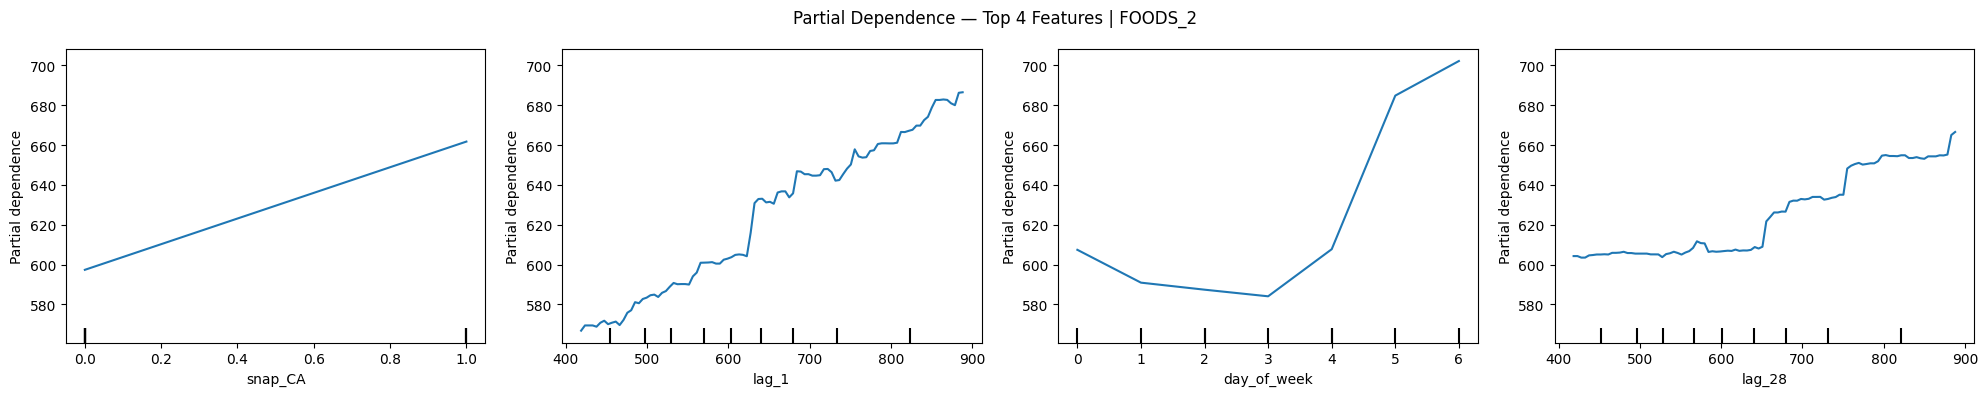 Partial Dependence — Top 4 Features | FOODS_2
Partial dependence
700
680
660
640
620
600
580
0.0 0.2 0.4 0.6 0.8 1.0
snap_CA
Partial dependence
700
680
660
640
620
600
580
400 500 600 700 800 900
lag_1
Partial dependence
700
680
660
640
620
600
580
0 1 2 3 4 5 6
day_of_week
Partial dependence
700
680
660
640
620
600
580
400 500 600 700 800 900
lag_28